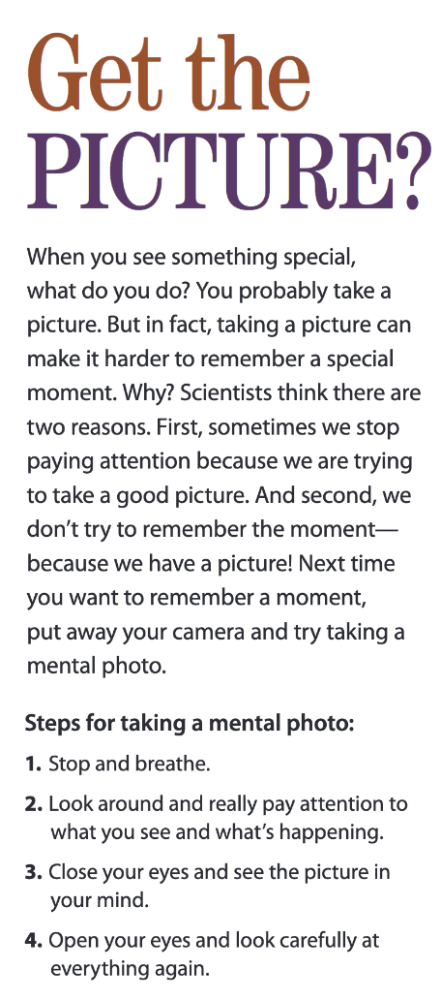 Get the
PICTURE?
When you see something special,
what do you do? You probably take a
picture. But in fact, taking a picture can
make it harder to remember a special
moment. Why? Scientists think there are
two reasons. First, sometimes we stop
paying attention because we are trying
to take a good picture. And second, we
don’t try to remember the moment—
because we have a picture! Next time
you want to remember a moment,
put away your camera and try taking a
mental photo.
Steps for taking a mental photo:
1. Stop and breathe.
2. Look around and really pay attention to
what you see and what’s happening.
3. Close your eyes and see the picture in
your mind.
4. Open your eyes and look carefully at
everything again.